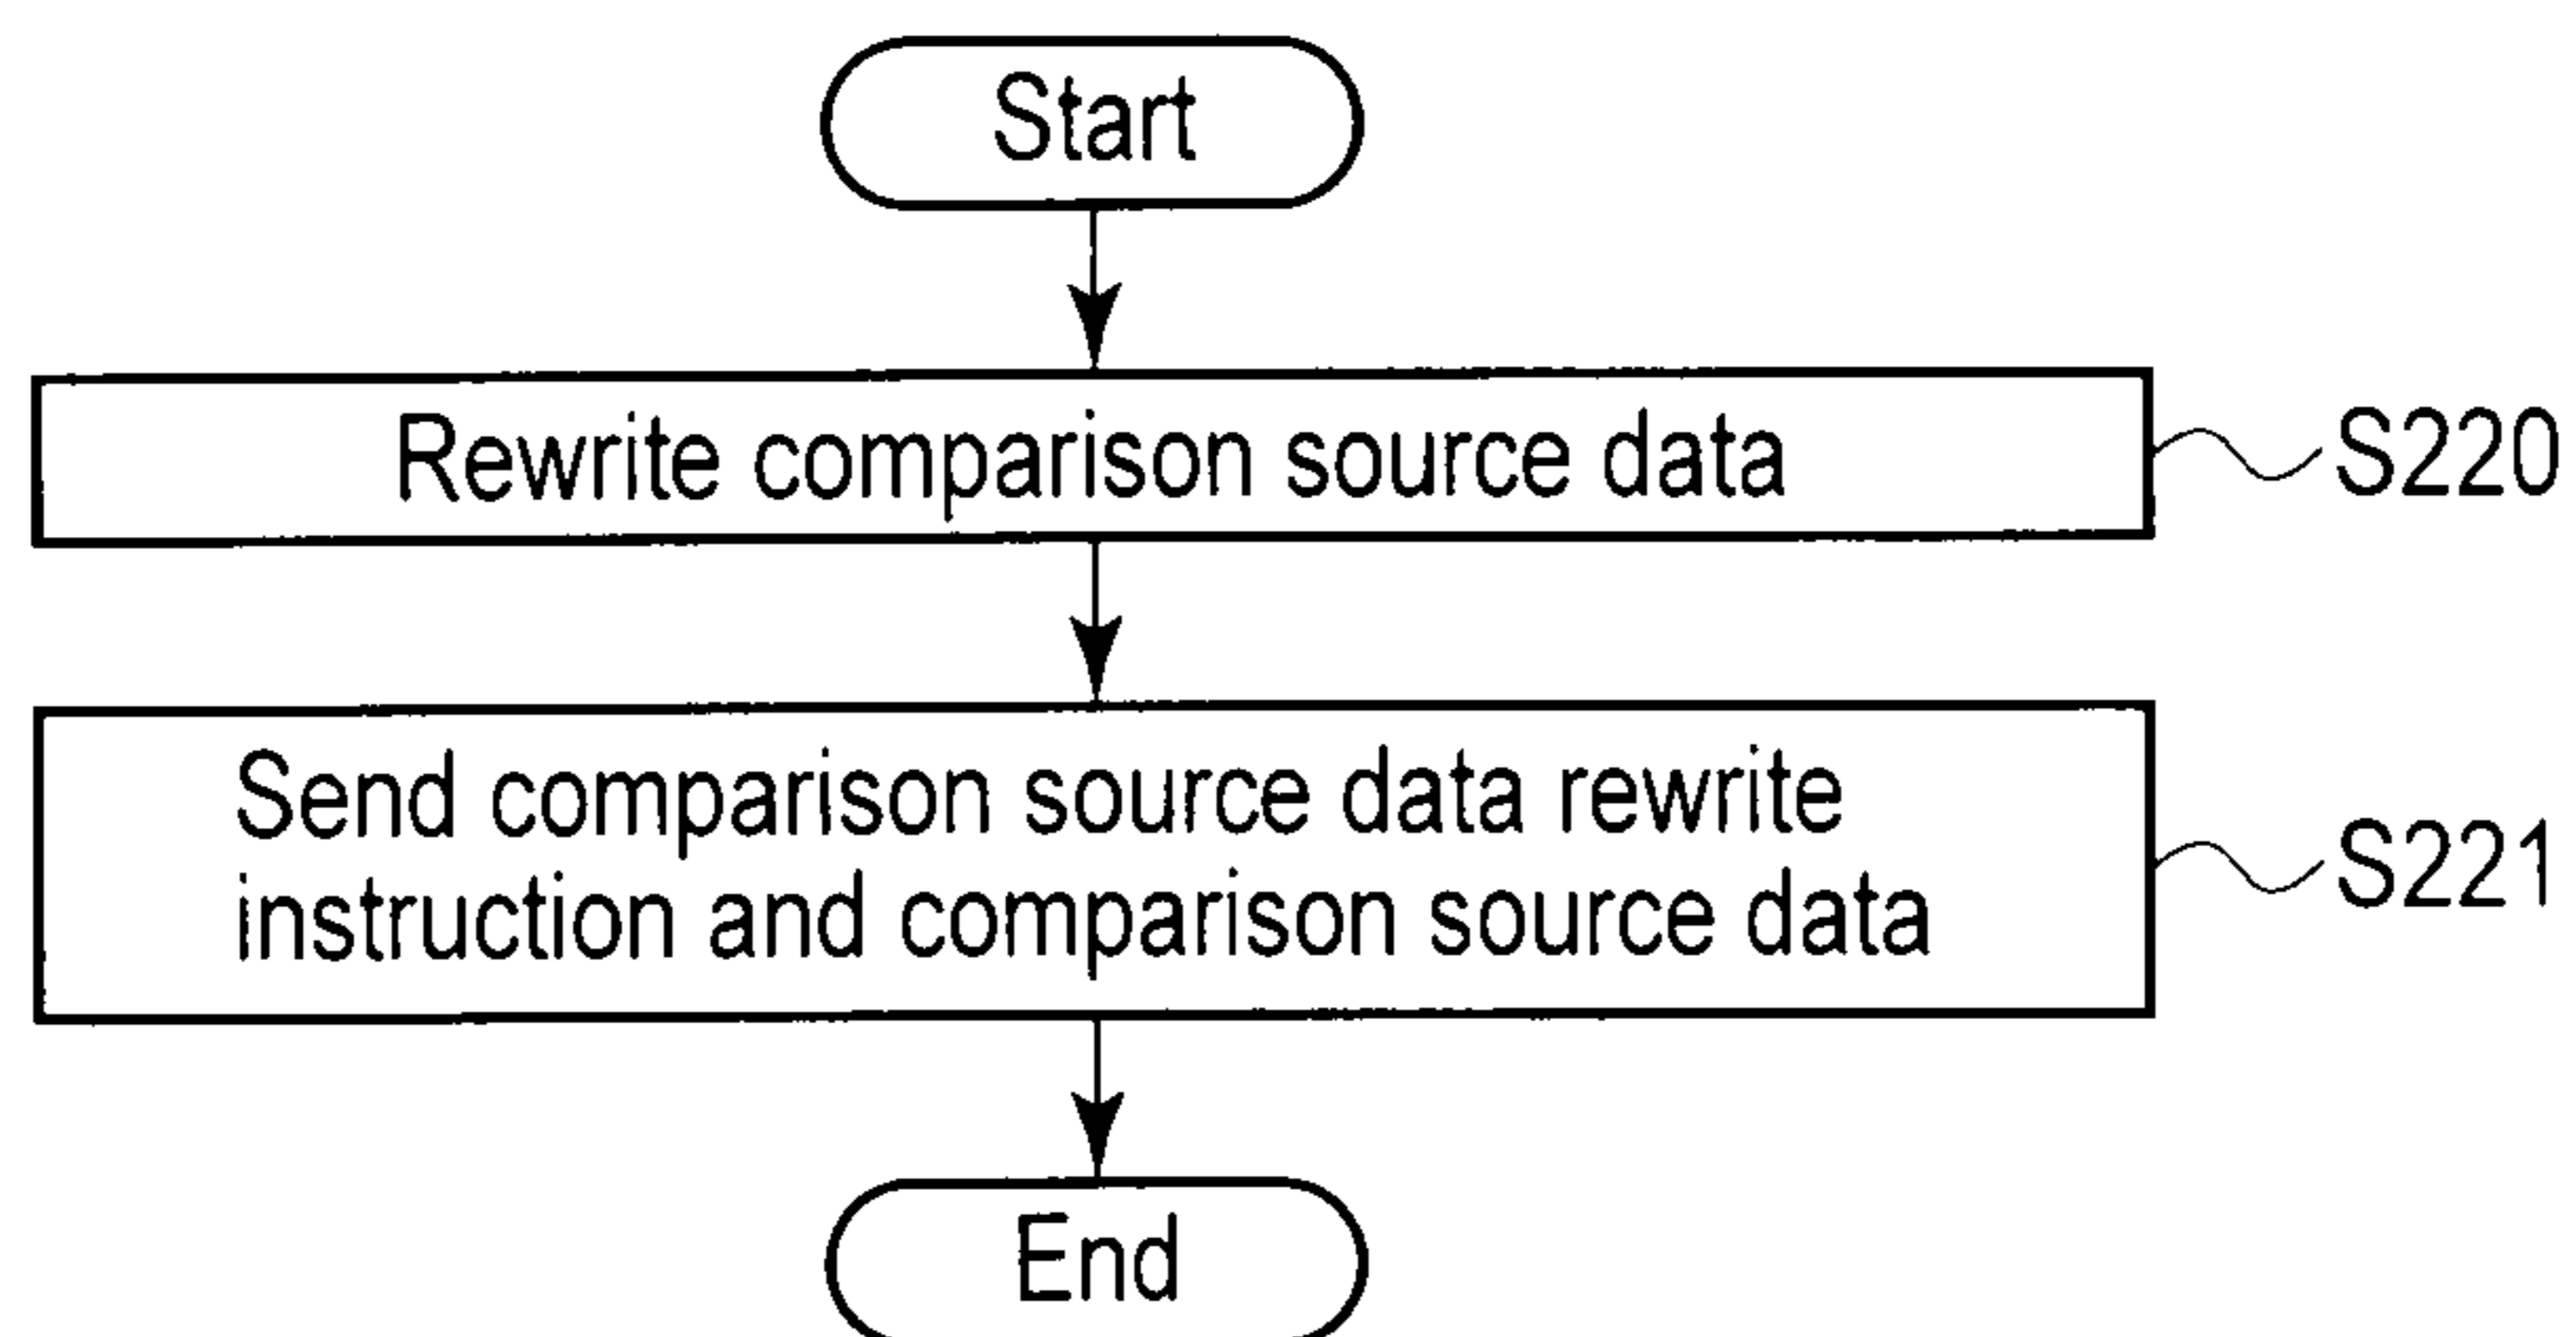 Start
Rewrite comparison source data
S220
Send comparison source data rewrite
instruction and comparison source data
S221
End